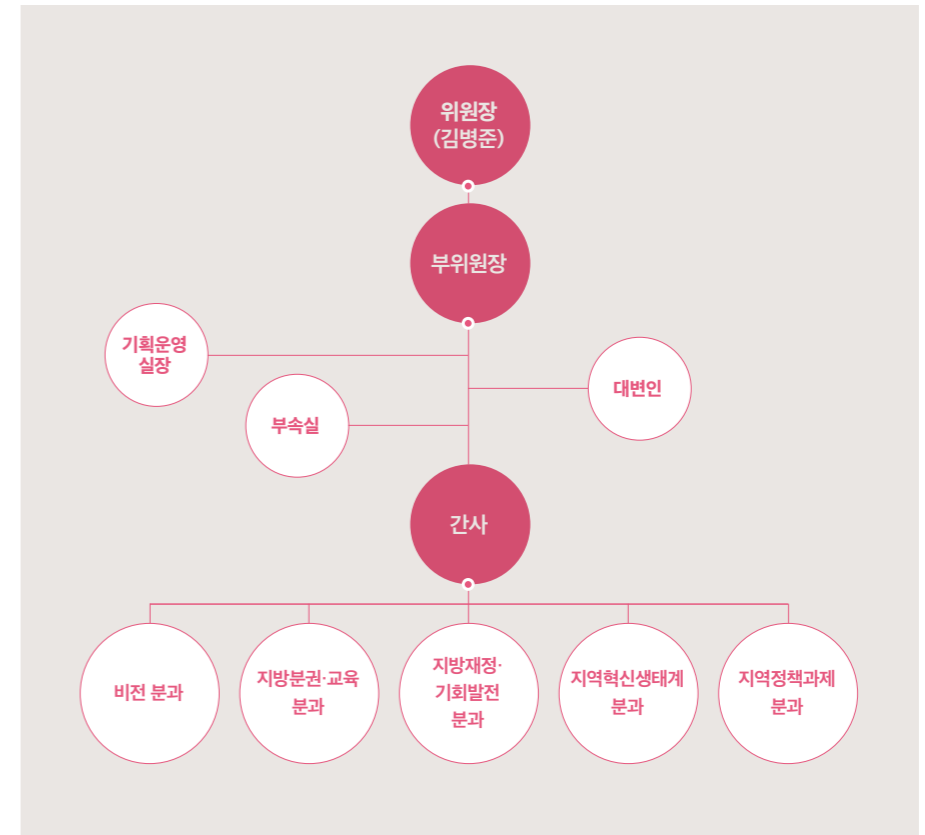 위원장
(김병준)
부위원장
기획운영
실장
대변인
부속실
간사
비전 분과
지방분권·교육
분과
지방재정·
기회발전
분과
지역혁신생태계
분과
지역정책과제
분과